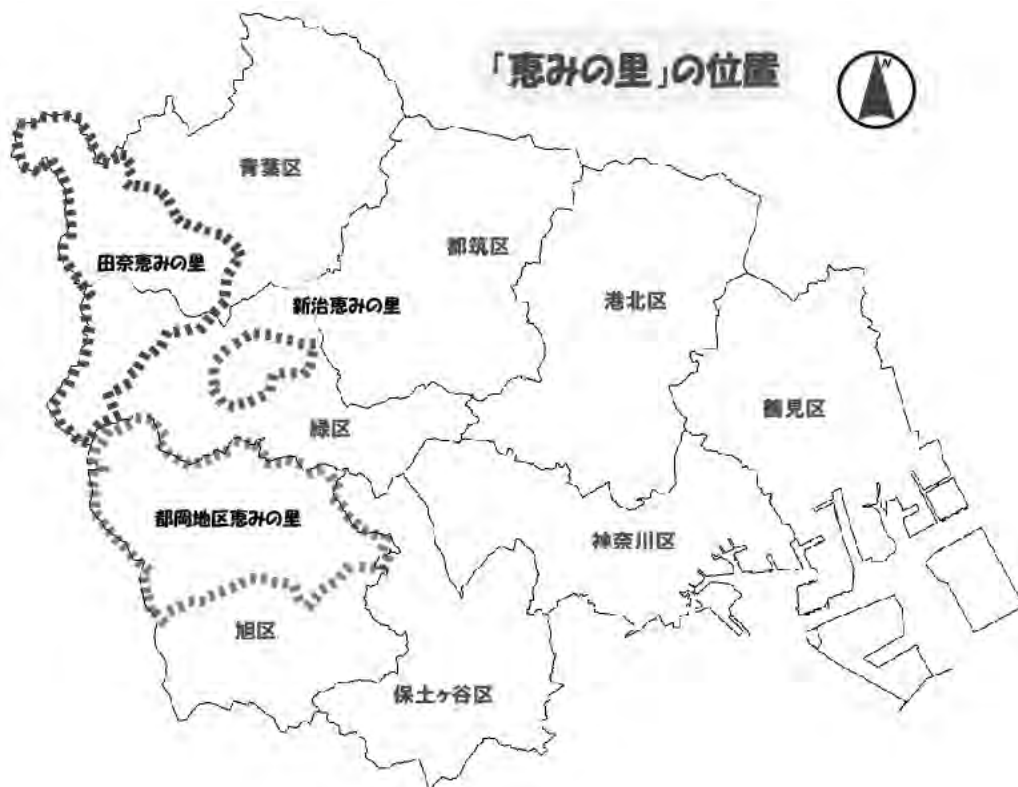 「恵みの里」の位置
N
青葉区
都筑区
田奈恵みの里
新治恵みの里
港北区
鶴見区
緑区
都岡地区恵みの里
神奈川区
旭区
保土ヶ谷区